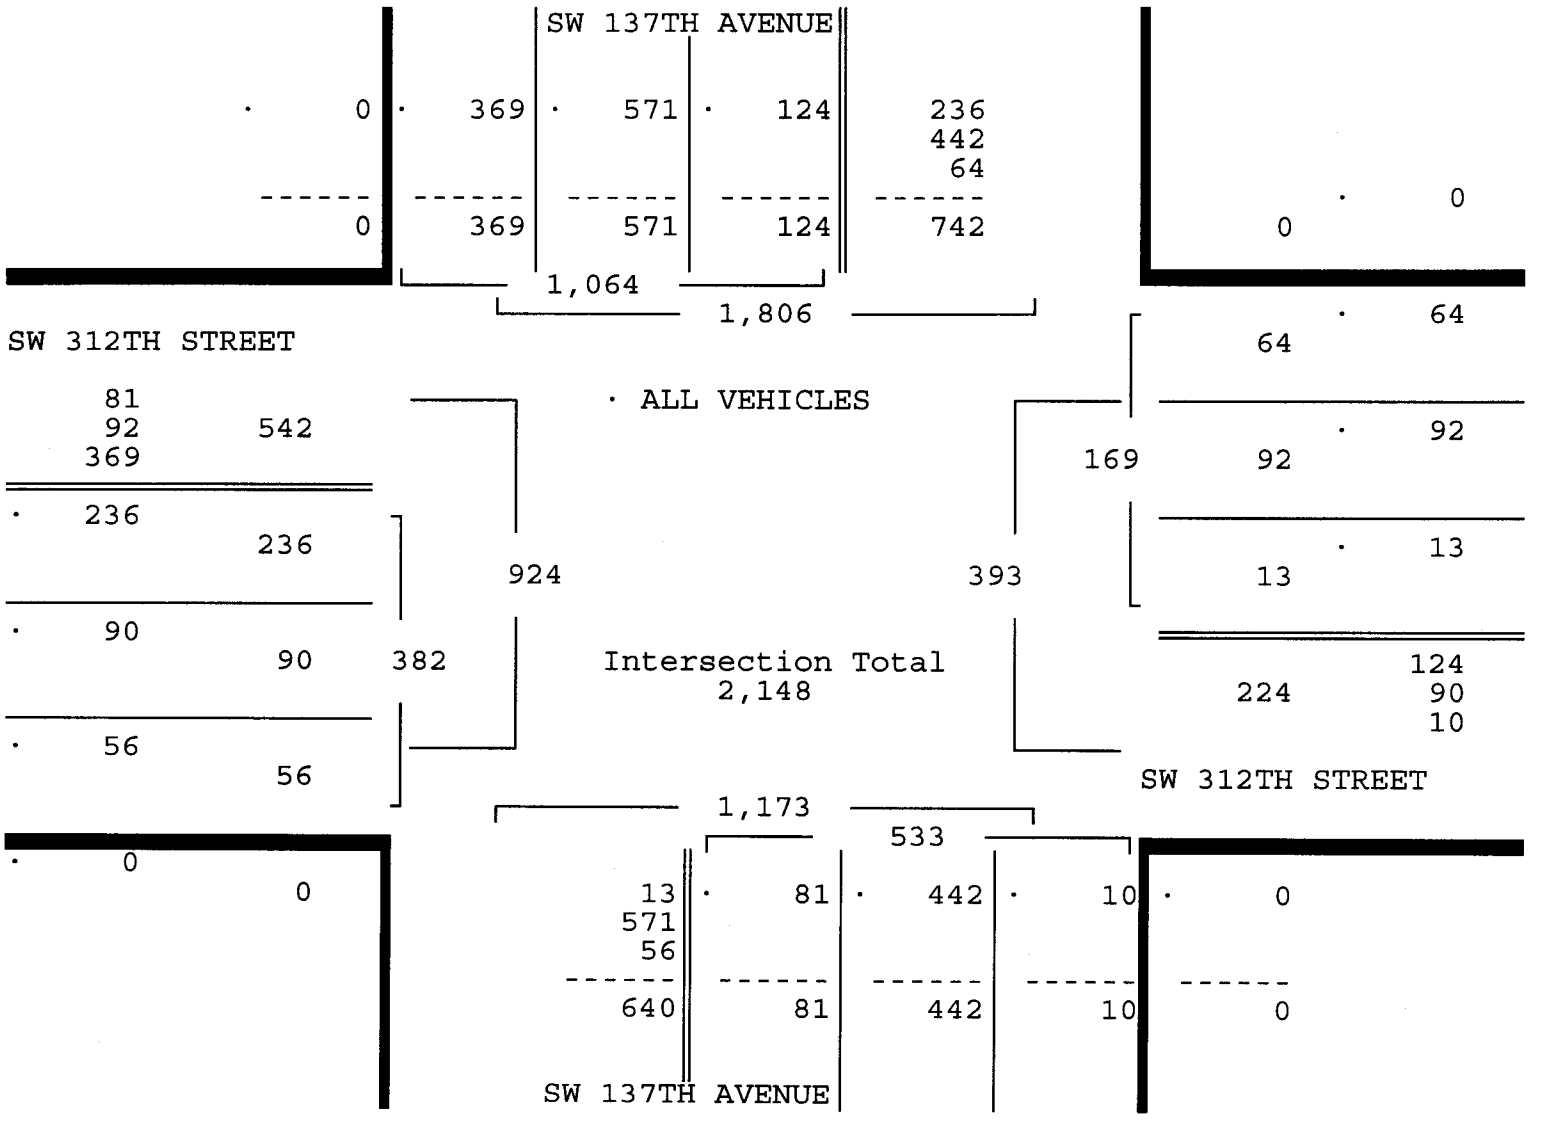 SW 137TH AVENUE
· 0 · 369 · 571 · 124 236
442
64
------ ------ ------ ------ ------ · 0
0 369 571 124 742 0
1,064
1,806 · 64
SW 312TH STREET 64
81 · ALL VEHICLES
92 542 · 92
369 169 92
· 236
236 · 13
924 393 13
· 90
90 382 Intersection Total 124
2,148 224 90
10
· 56
56 SW 312TH STREET
1,173
533
· 0
0 13 · 81 · 442 · 10 · 0
571
56
------ ------ ------ ------ ------
640 81 442 10 0
SW 137TH AVENUE